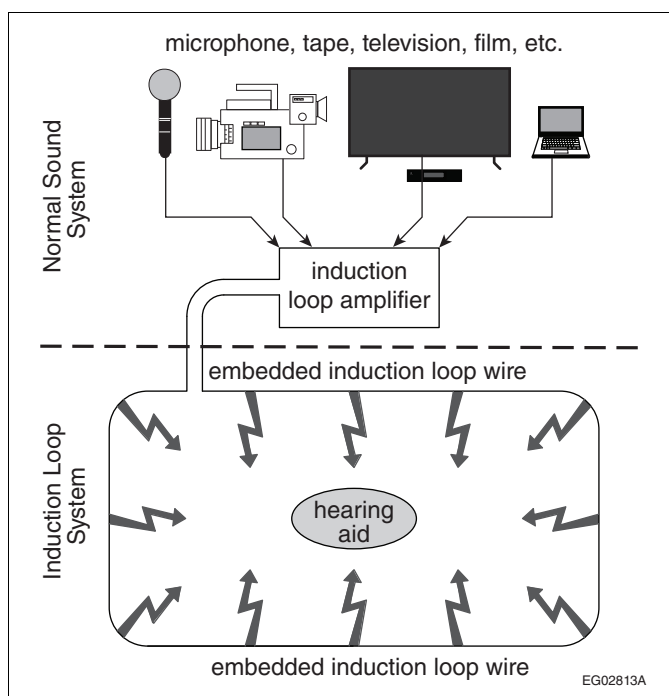 microphone, tape, television, film, etc.
Normal Sound
System
induction
loop amplifier
embedded induction loop wire
Induction Loop
System
hearing
aid
embedded induction loop wire
EG02813A